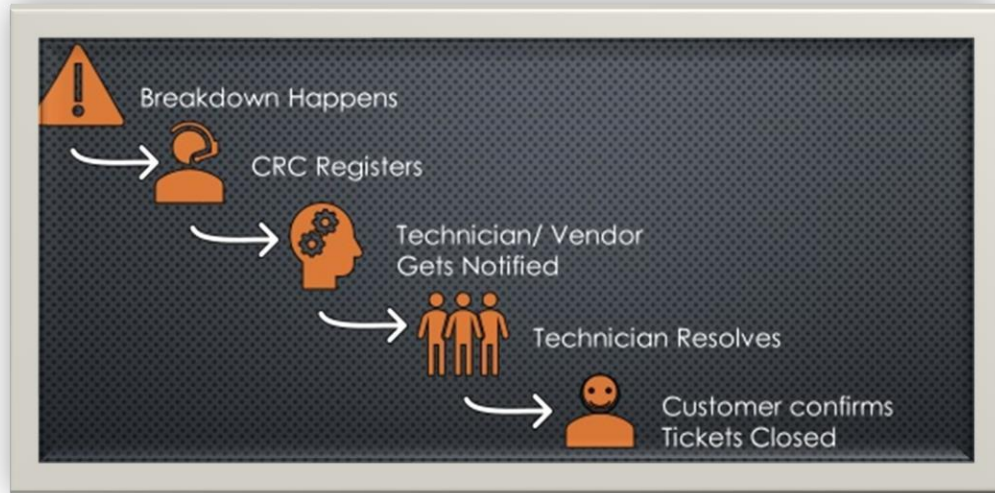 Breakdown Happens
CRC Registers
Technician/ Vendor
Gets Notified
Technician Resolves
Customer confirms
Tickets Closed